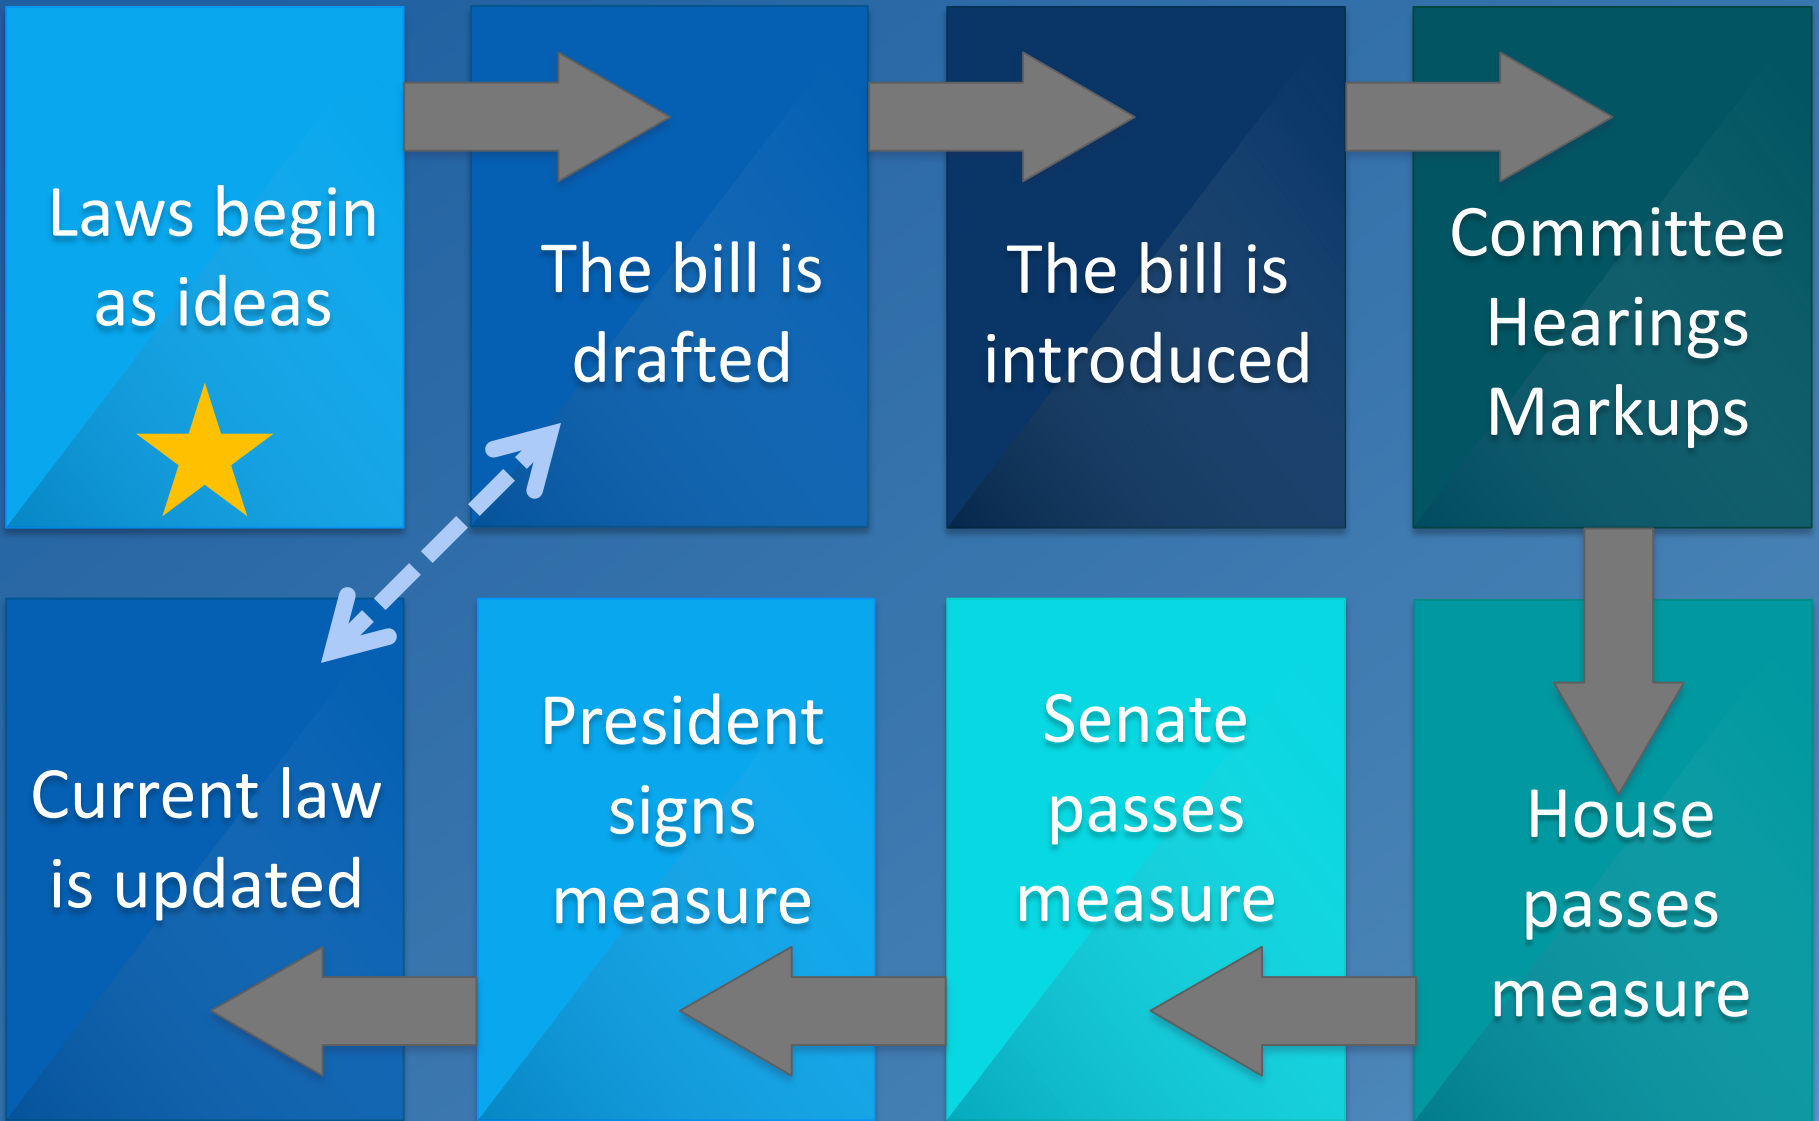 Laws begin
as ideas
The bill is
drafted
The bill is
introduced
Committee
Hearings
Markups
House
passes
measure
Senate
passes
measure
President
signs
measure
Current law
is updated